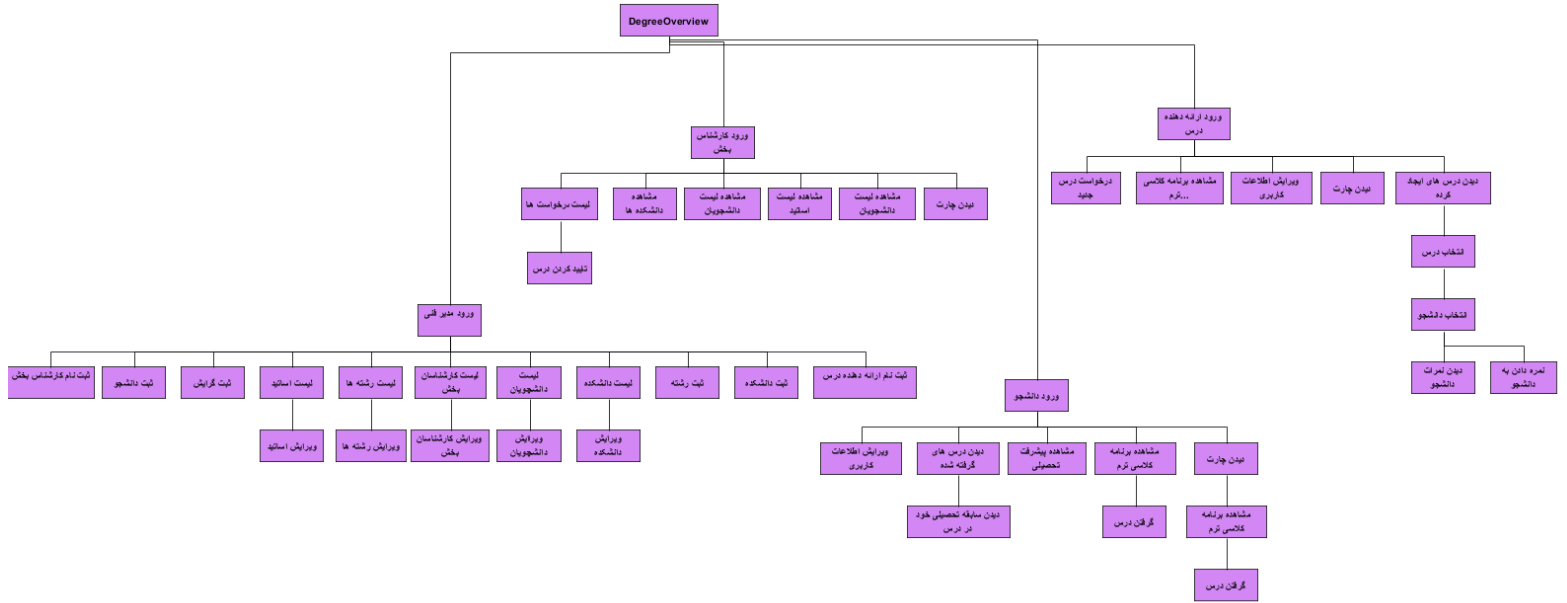 DegreeOverview
ورود ارائه دهنده
درس
ورود کارشناس
بخش
درخواست درس
جدید
مشاهده برنامه کلاسی
ترم...
ویرایش اطلاعات
کاربری
دیدن چارت
دیدن درس های ایجاد
کرده
لیست درخواست ها
مشاهده
دانشکده ها
مشاهده لیست
دانشجویان
مشاهده لیست
اساتید
مشاهده لیست
دانشجویان
دیدن چارت
انتخاب درس
تایید کردن درس
انتخاب دانشجو
ورود مدیر فنی
دیدن نمرات
دانشجو
نمره دادن به
دانشجو
ثبت نام کارشناس بخش
ثبت دانشجو
ثبت گرایش
لیست اساتید
لیست رشته ها
لیست کارشناسان
بخش
لیست
دانشجویان
لیست دانشکده
ثبت رشته
ثبت دانشکده
ثبت نام ارائه دهنده درس
ورود دانشجو
ویرایش اساتید
ویرایش رشته ها
ویرایش کارشناسان
بخش
ویرایش
دانشجویان
ویرایش
دانشکده
ویرایش اطلاعات
کاربری
دیدن درس های
گرفته شده
مشاهده پیشرفت
تحصیلی
مشاهده برنامه
کلاسی ترم
دیدن چارت
دیدن سابقه تحصیلی خود
در درس
گرفتن درس
مشاهده برنامه
کلاسی ترم
گرفتن درس